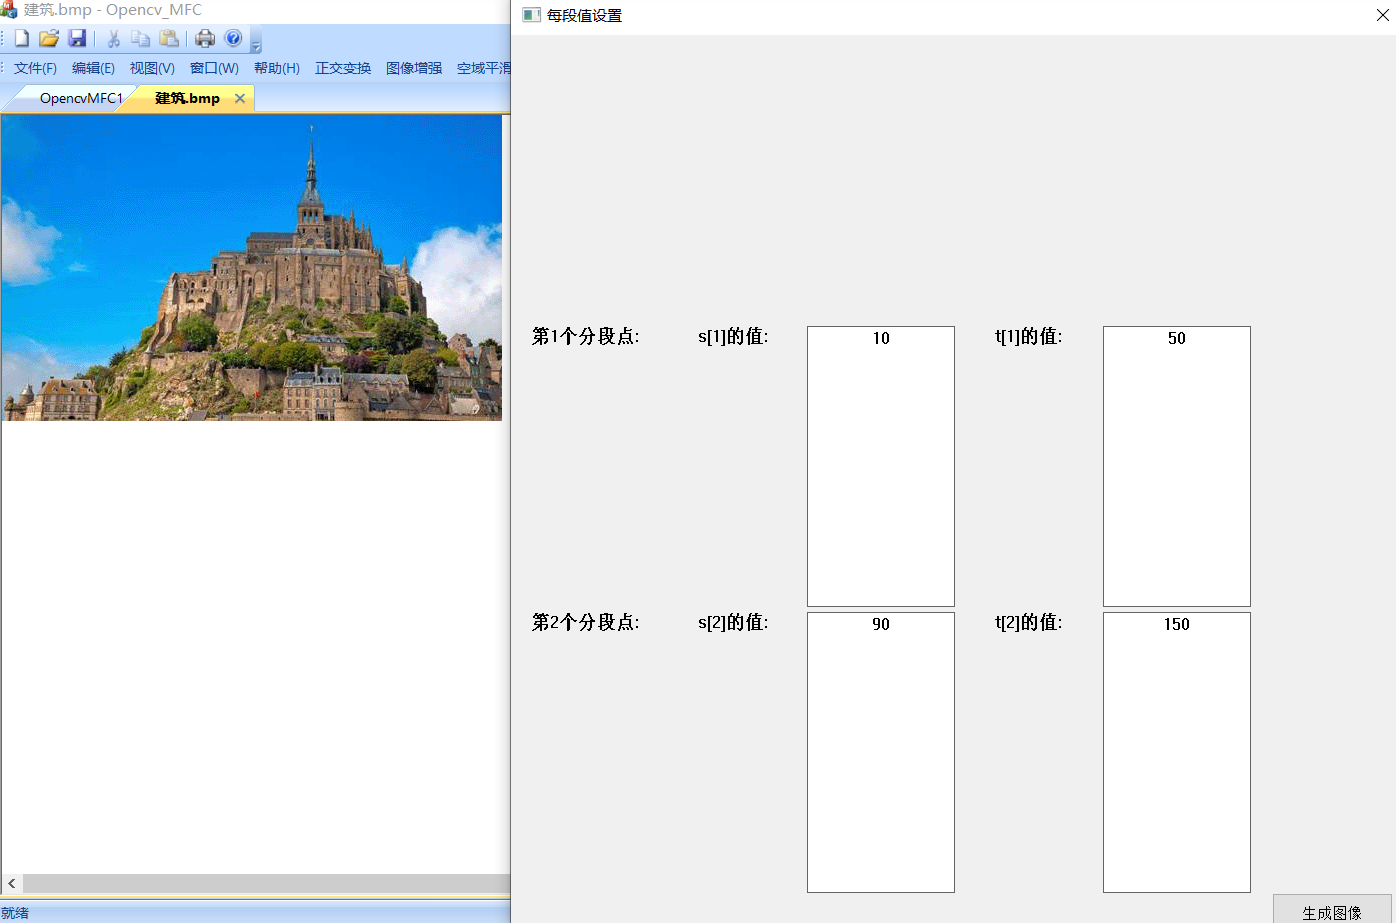 建筑.bmp - Opencv_MFC
文件(F) 编辑(E) 视图(V) 窗口(W) 帮助(H) 正交变换 图像增强 空域平滑
OpencvMFC1 建筑.bmp
每段值设置
第1个分段点: s[1]的值: 10 t[1]的值: 50
第2个分段点: s[2]的值: 90 t[2]的值: 150
生成图像
就绪